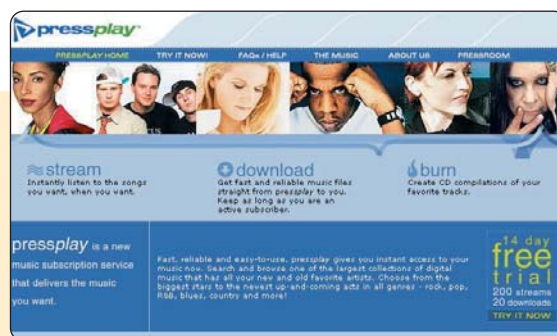 pressplay™
PRESSPLAY HOME TRY IT NOW! FAQs / HELP THE MUSIC ABOUT US PRESSROOM
stream
Instantly listen to the songs
you want, when you want.
download
Get fast and reliable music files
straight from pressplay to you.
Keep as long as you are an
active subscriber.
burn
Create CD compilations of your
favorite tracks.
pressplay is a new
music subscription service
that delivers the music
you want.
Fast, reliable and easy-to-use, pressplay gives you instant access to your
music now. Search and browse one of the largest collections of digital
music that has all your new and old favorite artists. Choose from the
biggest stars to the newest up-and-coming acts in all genres - rock, pop,
R&B, blues, country and more!
14 day
free
trial
200 streams
20 downloads
TRY IT NOW